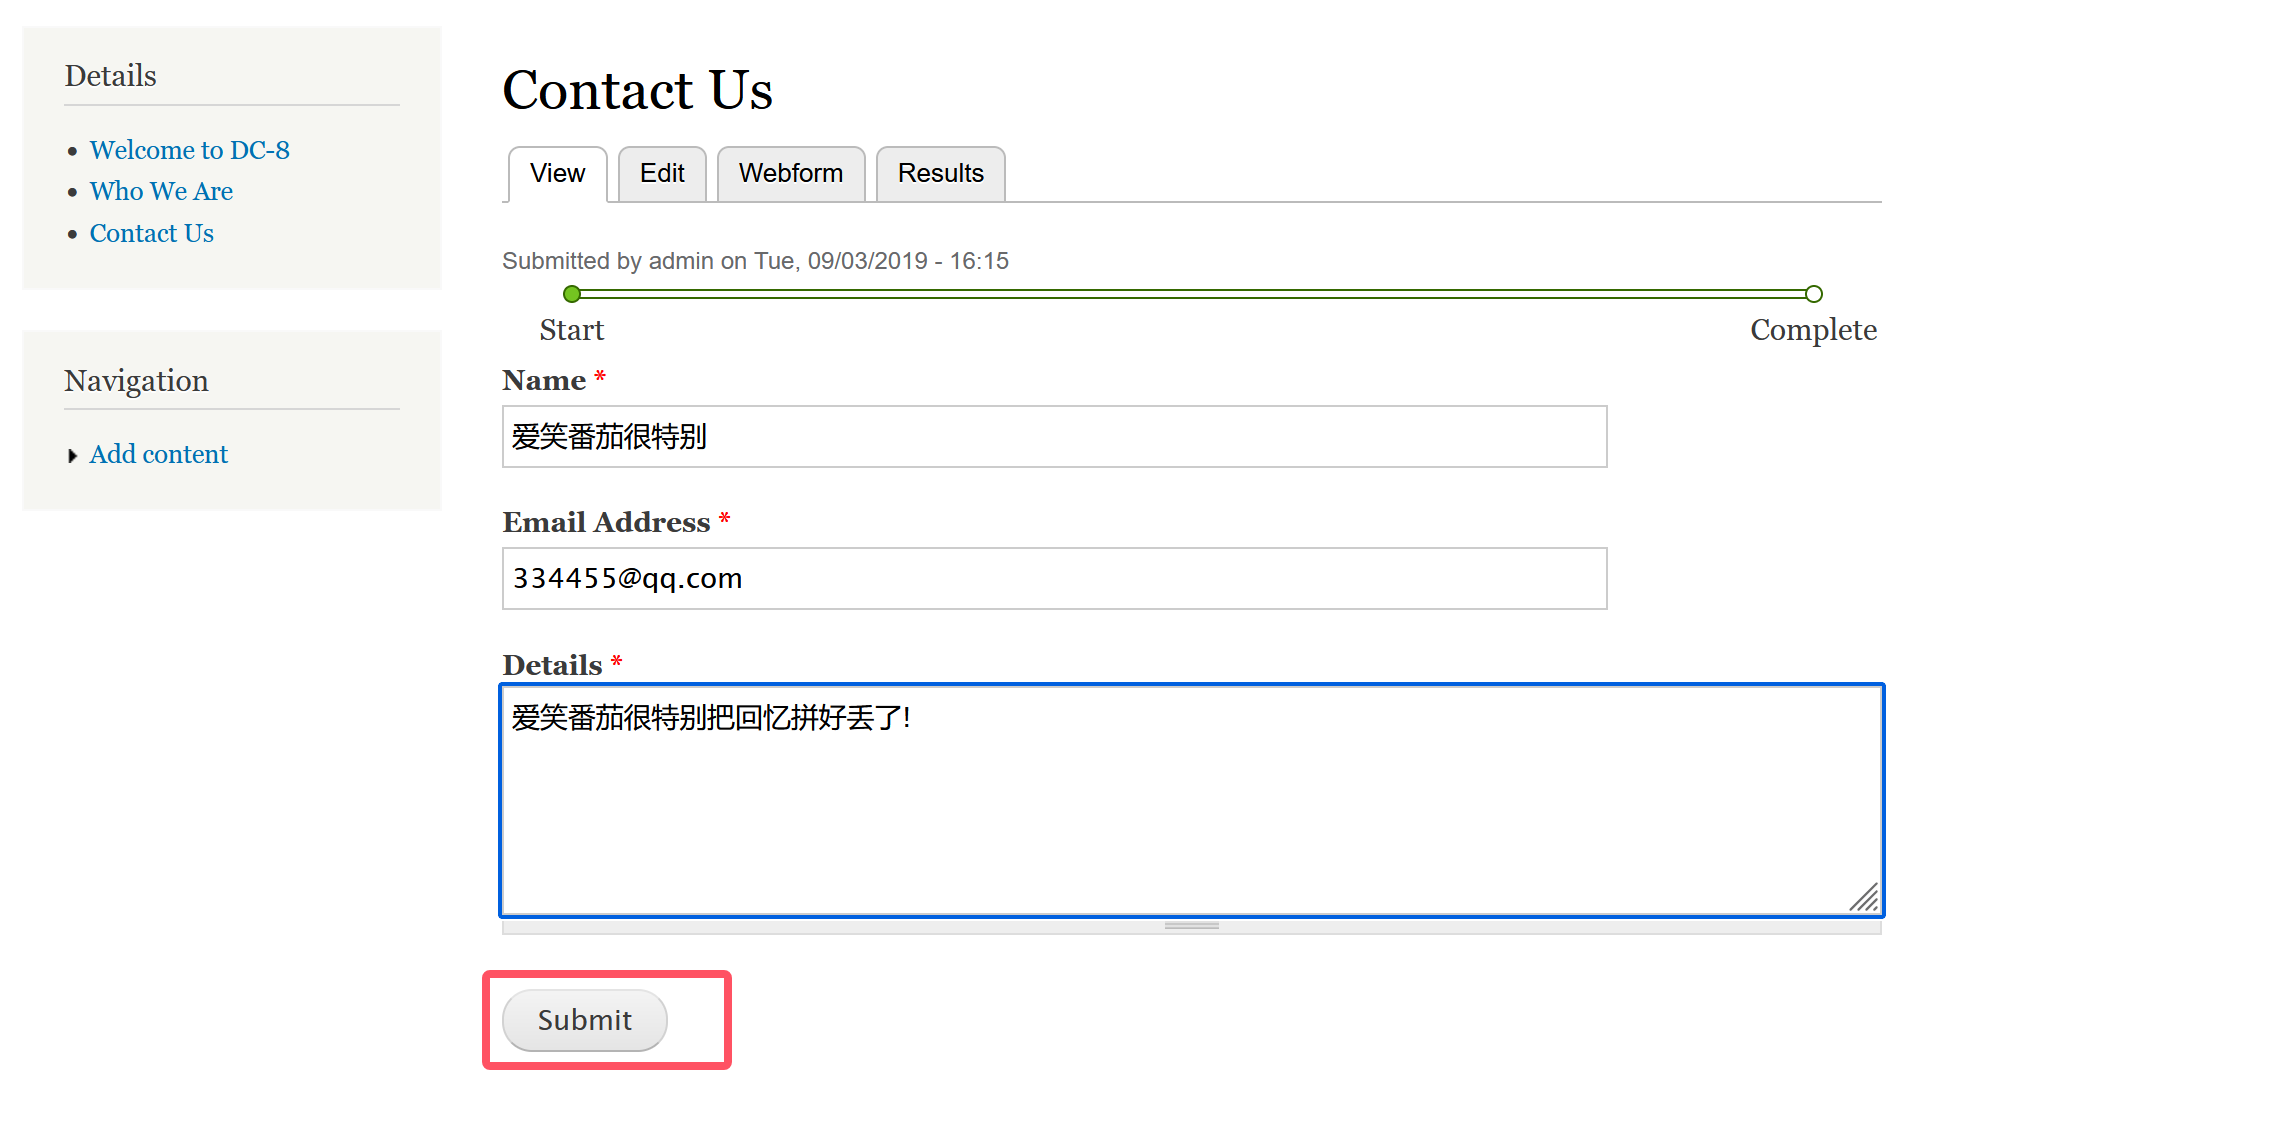 Details
Welcome to DC-8
Who We Are
Contact Us
Navigation
Add content
Contact Us
View
Edit
Webform
Results
Submitted by admin on Tue, 09/03/2019 - 16:15
Start
Complete
Name *
爱笑番茄很特别
Email Address *
334455@qq.com
Details *
爱笑番茄很特别把回忆拼好丢了!
Submit